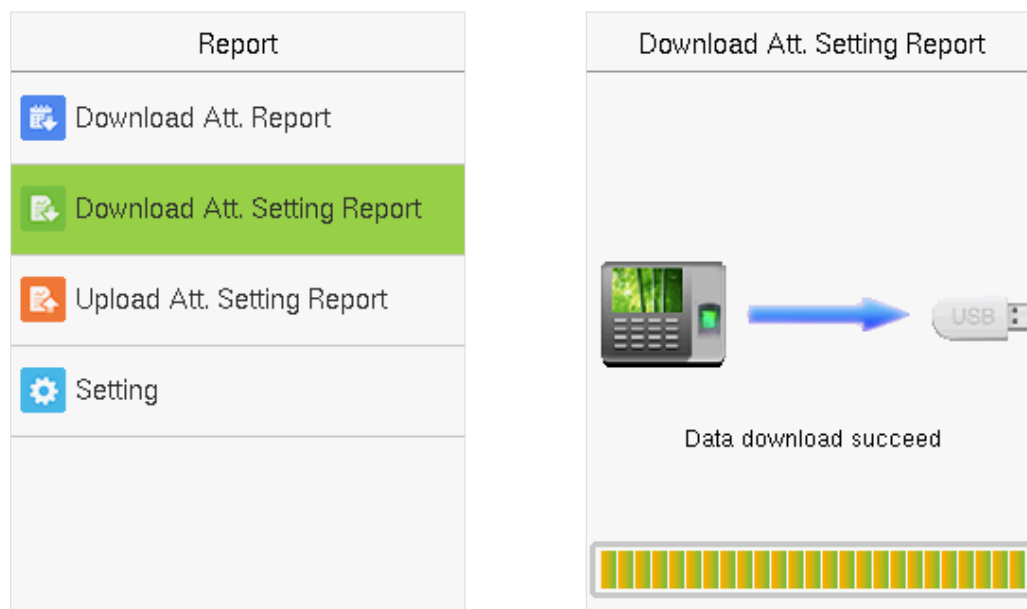 Report
Download Att. Report
Download Att. Setting Report
Upload Att. Setting Report
Setting
Download Att. Setting Report
USB
Data download succeed